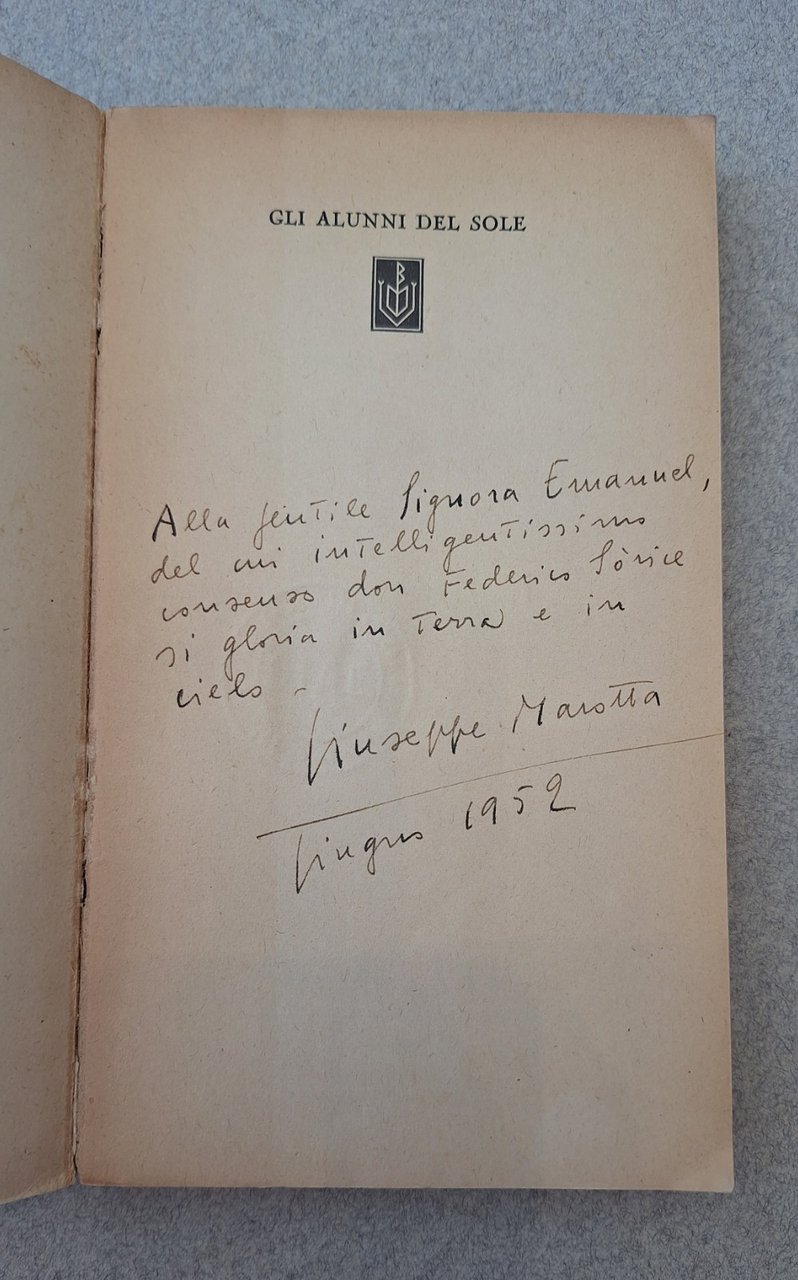 GLI ALUNNI DEL SOLE
B
Alla gentile Signora Emanuel,
del cui intelligentissimo
consenso don Federico Sòrice
si gloria in terra e in
cielo -
Giuseppe Marotta
Giugno 1952